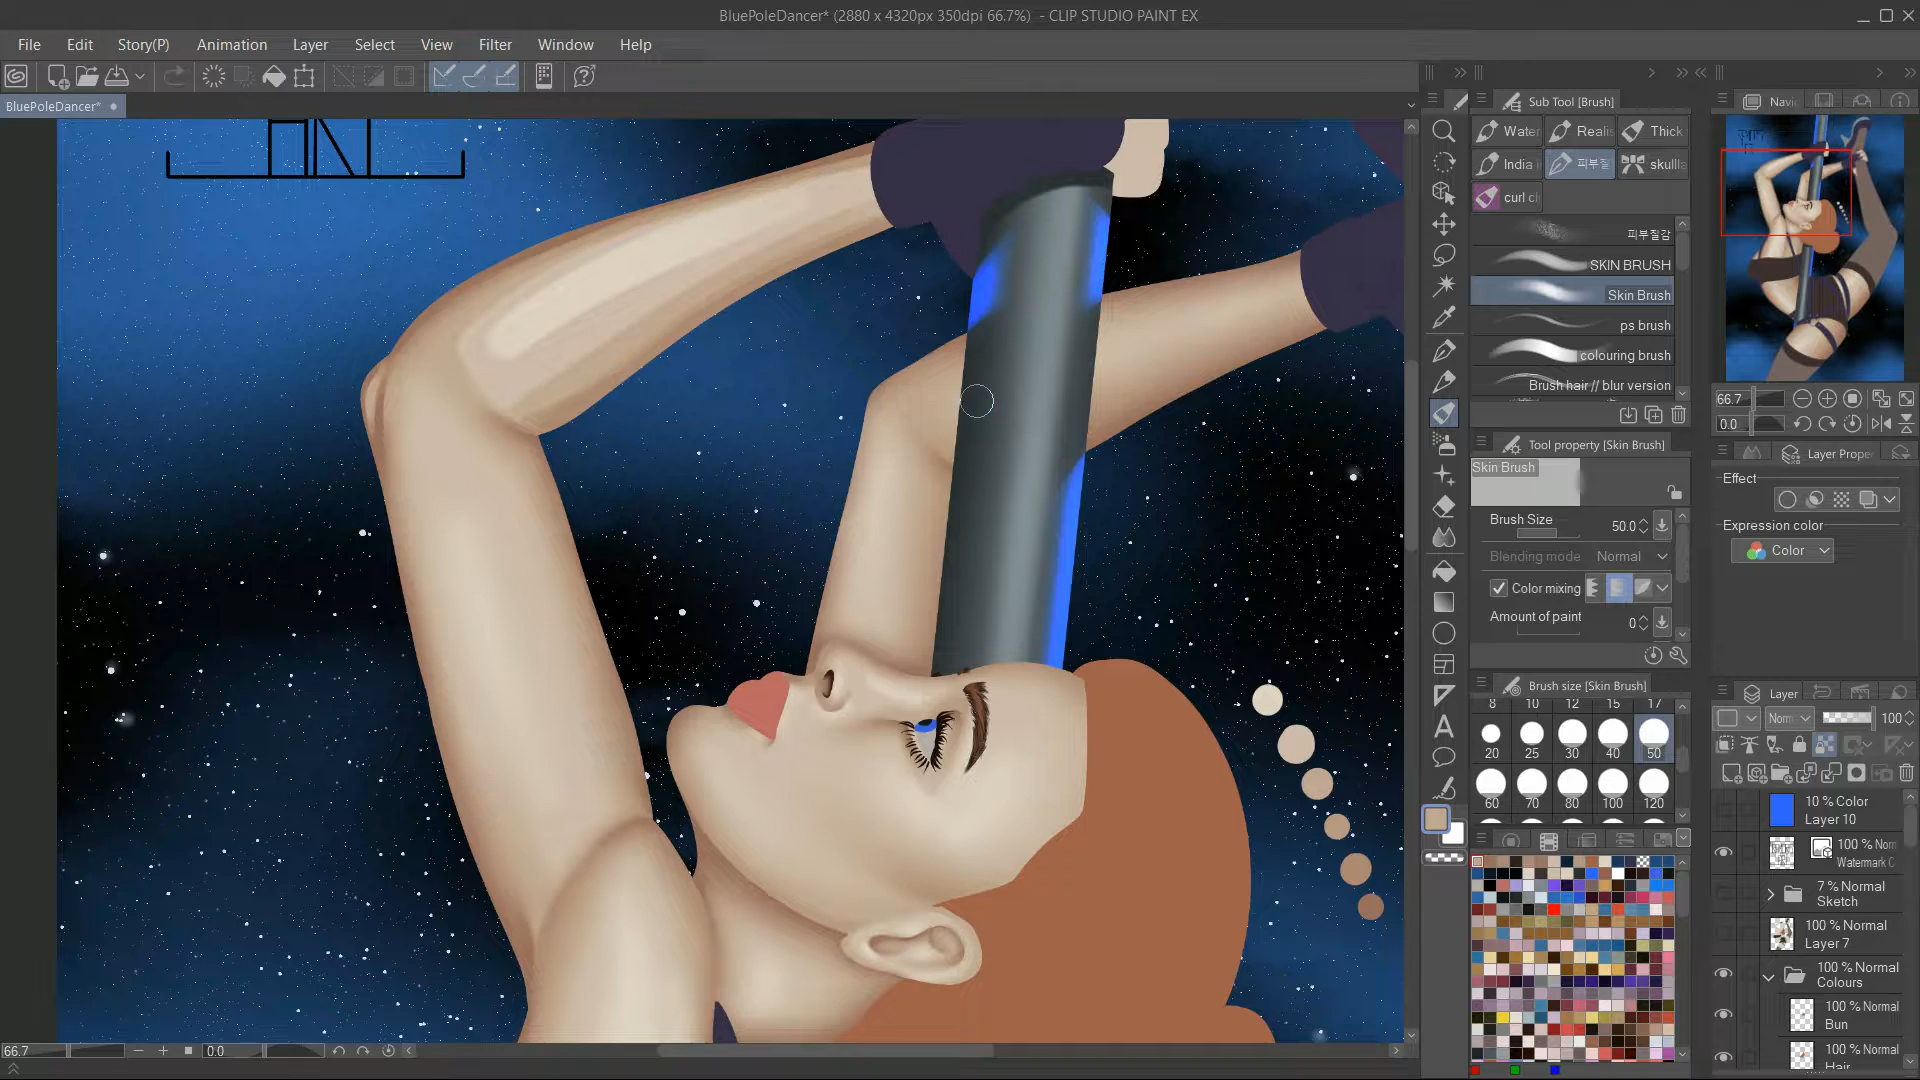 BluePoleDancer* (2880 x 4320px 350dpi 66.7%) - CLIP STUDIO PAINT EX
File Edit Story(P) Animation Layer Select View Filter Window Help
BluePoleDancer*
Sub Tool [Brush]
Navi
Water
Realis
Thick
India
피부질
skulll
curl cl
피부질감
SKIN BRUSH
Skin Brush
ps brush
colouring brush
Brush hair // blur version
Tool property [Skin Brush]
Skin Brush
Brush Size 50.0
Blending mode Normal
Color mixing
Amount of paint 0
Brush size [Skin Brush]
8 10 12 15 17
20 25 30 40 50
60 70 80 100 120
66.7
0.0
Layer Proper
Effect
Expression color
Color
Layer
Norm 100
10 % Color
Layer 10
100 % Nor
Watermark C
7 % Normal
Sketch
100 % Normal
Layer 7
100 % Normal
Colours
100 % Normal
Bun
100 % Normal
Hair
66.7 0.0